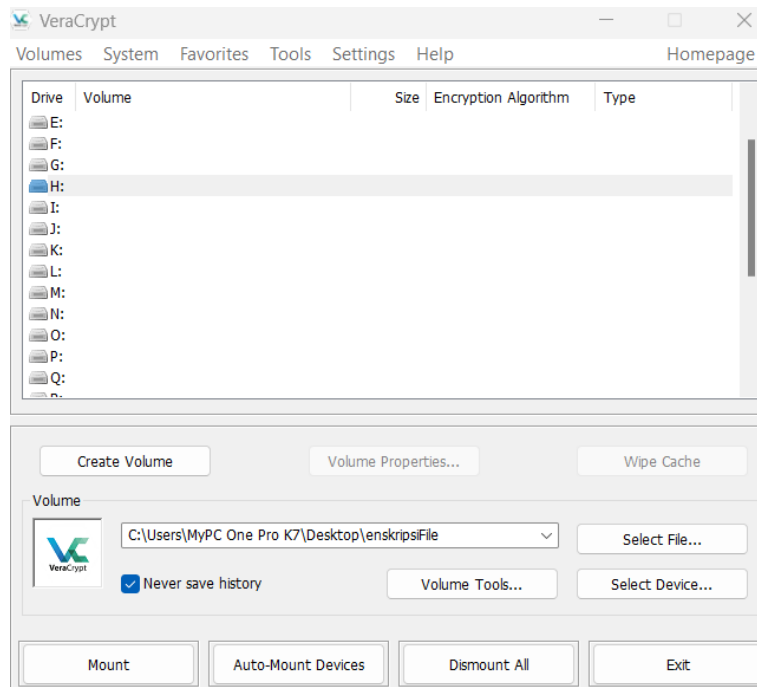 VeraCrypt
Volumes System Favorites Tools Settings Help Homepage
Drive Volume Size Encryption Algorithm Type
E:
F:
G:
H:
I:
J:
K:
L:
M:
N:
O:
P:
Q:
Create Volume Volume Properties... Wipe Cache
Volume
C:\Users\MyPC One Pro K7\Desktop\enskripsiFile Select File...
VeraCrypt
Never save history Volume Tools... Select Device...
Mount Auto-Mount Devices Dismount All Exit